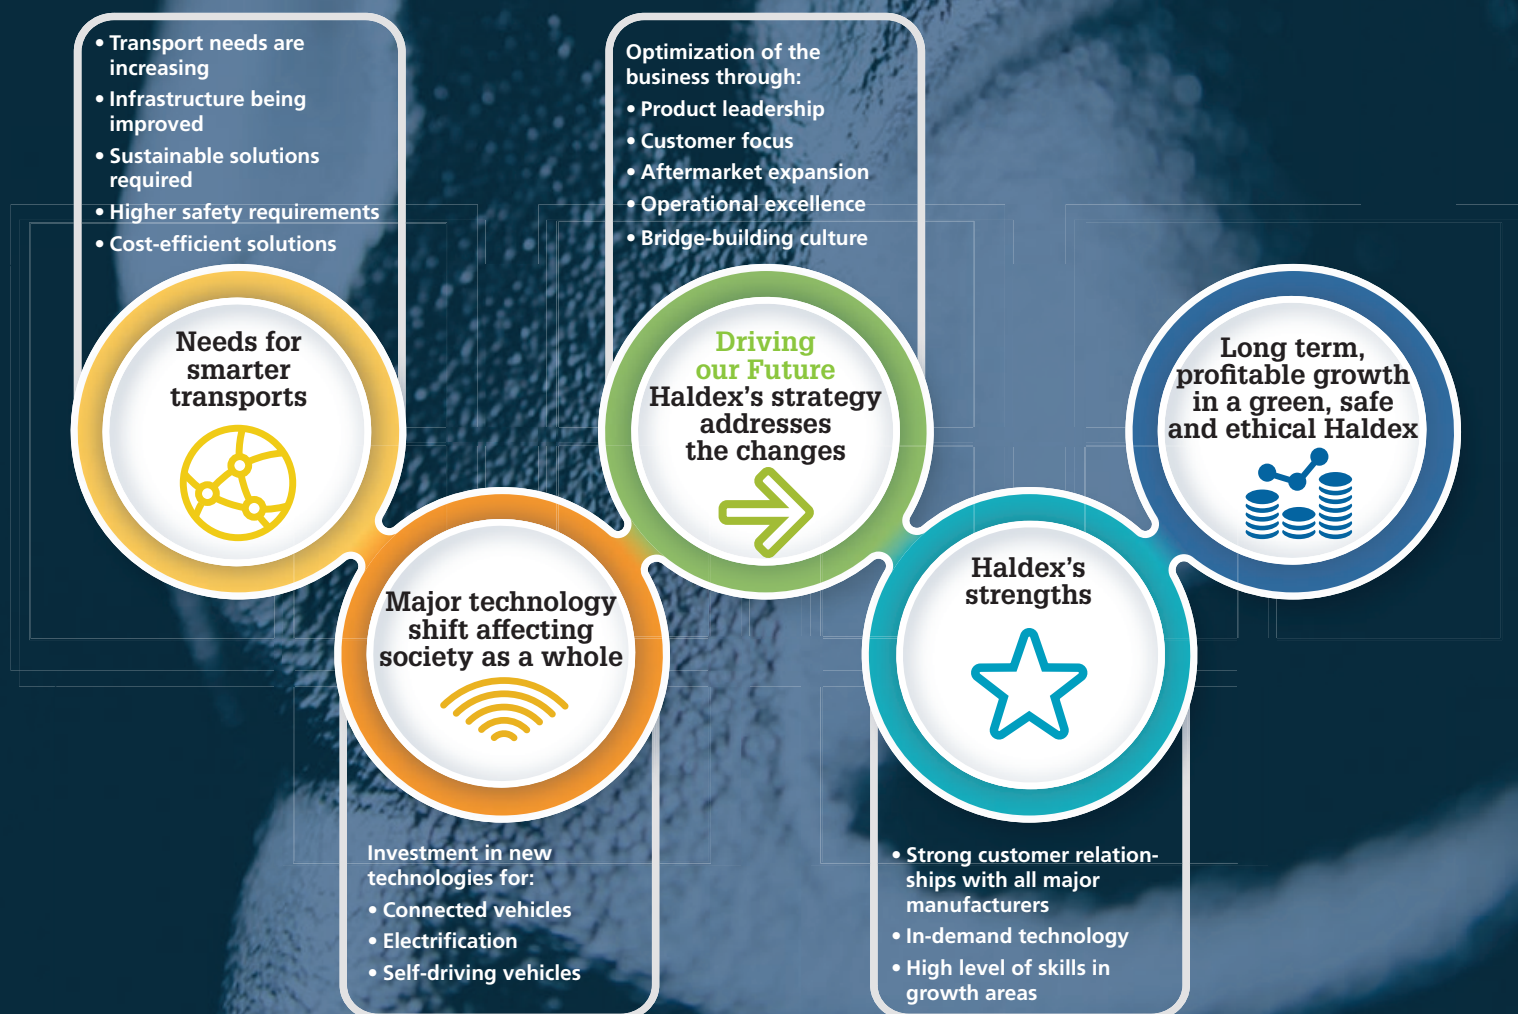 • Transport needs are
increasing
• Infrastructure being
improved
• Sustainable solutions
required
• Higher safety requirements
• Cost-efficient solutions
Needs for
smarter
transports
Major technology
shift affecting
society as a whole
Investment in new
technologies for:
• Connected vehicles
• Electrification
• Self-driving vehicles
Optimization of the
business through:
• Product leadership
• Customer focus
• Aftermarket expansion
• Operational excellence
• Bridge-building culture
Driving
our Future
Haldex’s strategy
addresses
the changes
Haldex’s
strengths
• Strong customer relation-
ships with all major
manufacturers
• In-demand technology
• High level of skills in
growth areas
Long term,
profitable growth
in a green, safe
and ethical Haldex